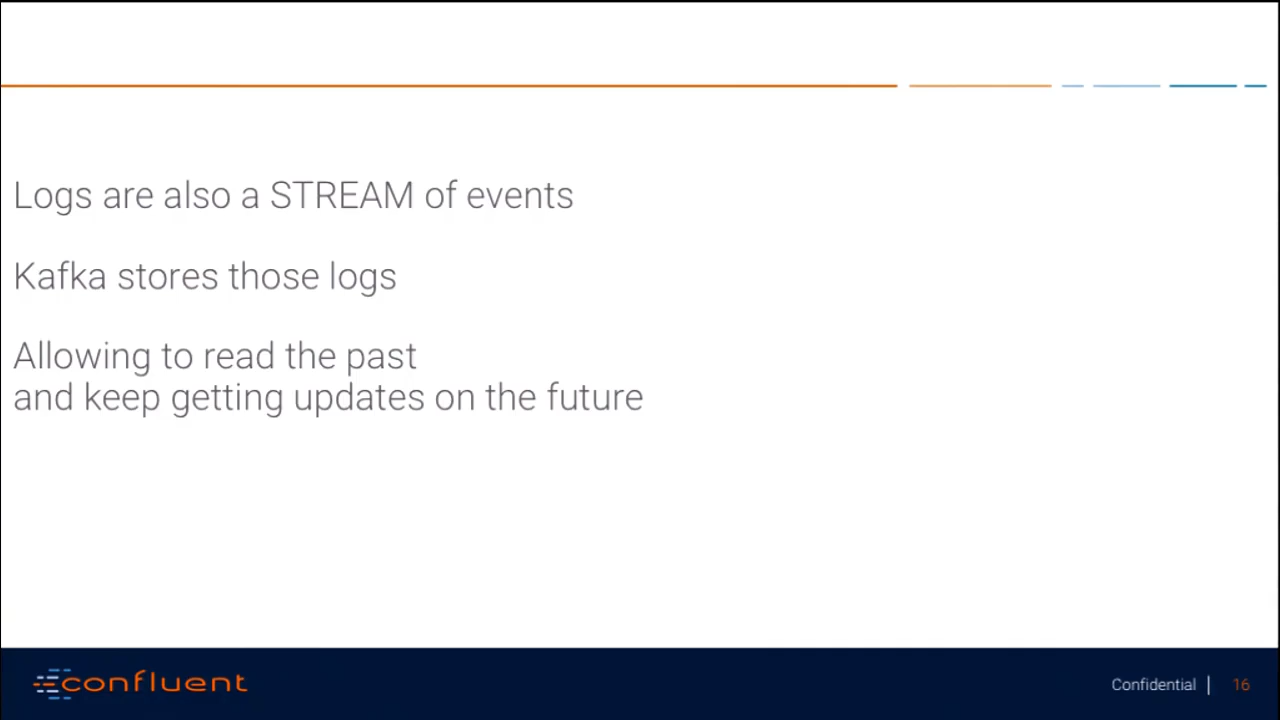 Logs are also a STREAM of events
Kafka stores those logs
Allowing to read the past
and keep getting updates on the future
confluent
Confidential | 16